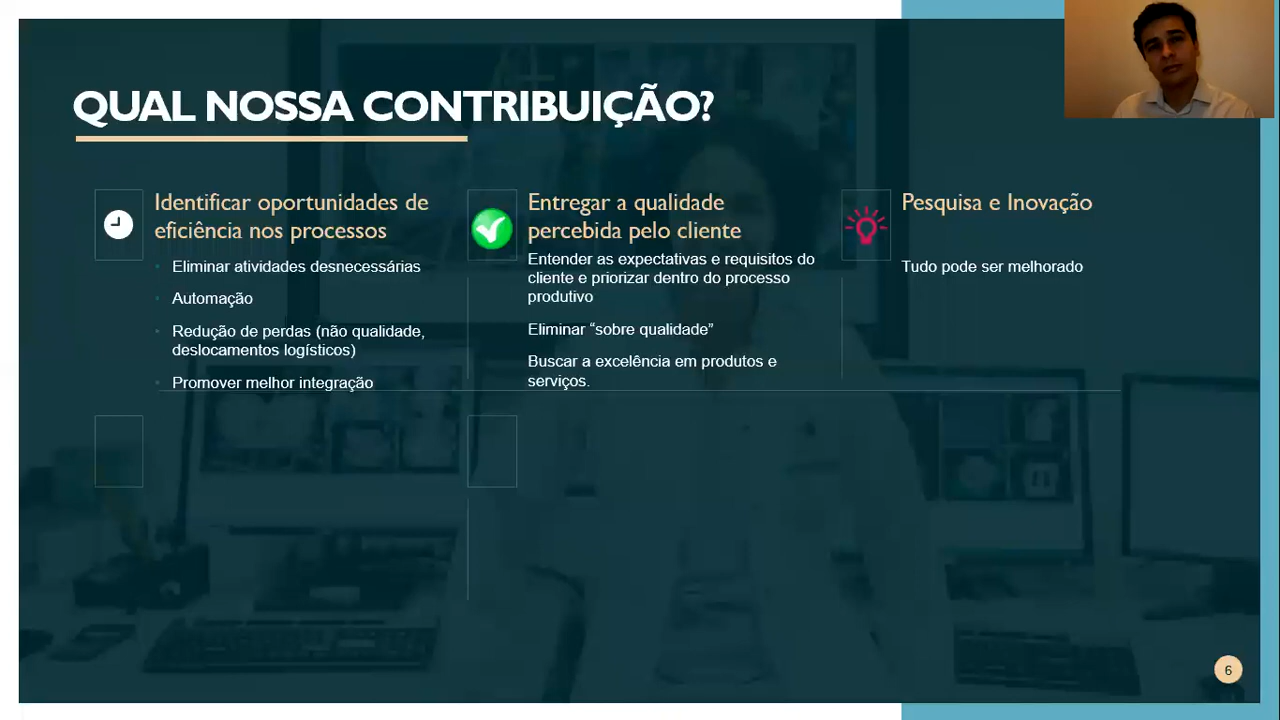 QUAL NOSSA CONTRIBUIÇÃO?
Identificar oportunidades de
eficiência nos processos
Eliminar atividades desnecessárias
Automação
Redução de perdas (não qualidade,
deslocamentos logísticos)
Promover melhor integração
Entregar a qualidade
percebida pelo cliente
Entender as expectativas e requisitos do
cliente e priorizar dentro do processo
produtivo
Eliminar “sobre qualidade”
Buscar a excelência em produtos e
serviços.
Pesquisa e Inovação
Tudo pode ser melhorado
6